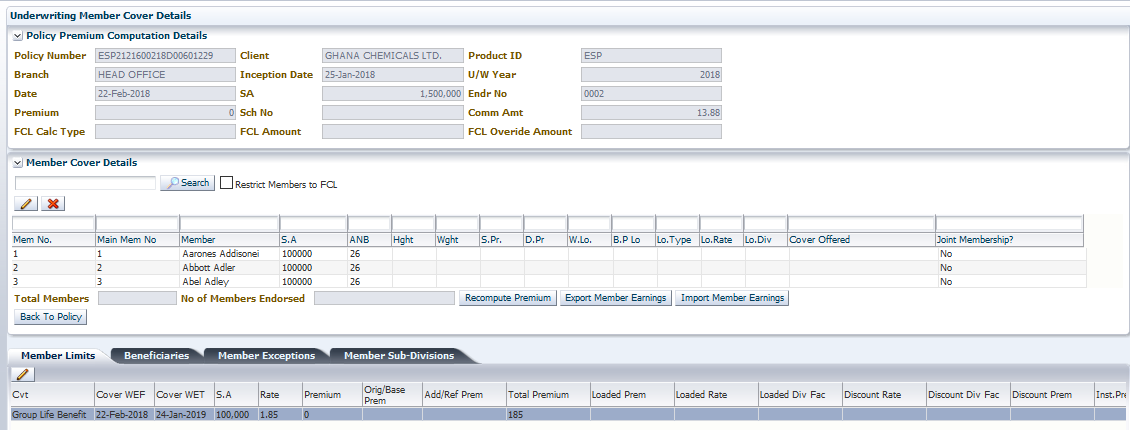 Underwriting Member Cover Details
Policy Premium Computation Details
Policy Number ESP2121600218D00601229 Client GHANA CHEMICALS LTD. Product ID ESP
Branch HEAD OFFICE Inception Date 25-Jan-2018 U/W Year 2018
Date 22-Feb-2018 SA 1,500,000 Endr No 0002
Premium 0 Sch No Comm Amt 13.88
FCL Calc Type FCL Amount FCL Overide Amount
Member Cover Details
Search Restrict Members to FCL
Mem No. Main Mem No Member S.A ANB Hght Wght S.Pr. D.Pr W.Lo. B.P Lo Lo.Type Lo.Rate Lo.Div Cover Offered Joint Membership?
1 1 Aarones Addisonei 100000 26 No
2 2 Abbott Adler 100000 26 No
3 3 Abel Adley 100000 26 No
Total Members No of Members Endorsed Recompute Premium Export Member Earnings Import Member Earnings
Back To Policy
Member Limits Beneficiaries Member Exceptions Member Sub-Divisions
Cvt Cover WEF Cover WET S.A Rate Premium Orig/Base Prem Add/Ref Prem Total Premium Loaded Prem Loaded Rate Loaded Div Fac Discount Rate Discount Div Fac Discount Prem Inst.Pre
Group Life Benefit 22-Feb-2018 24-Jan-2019 100,000 1.85 0 185